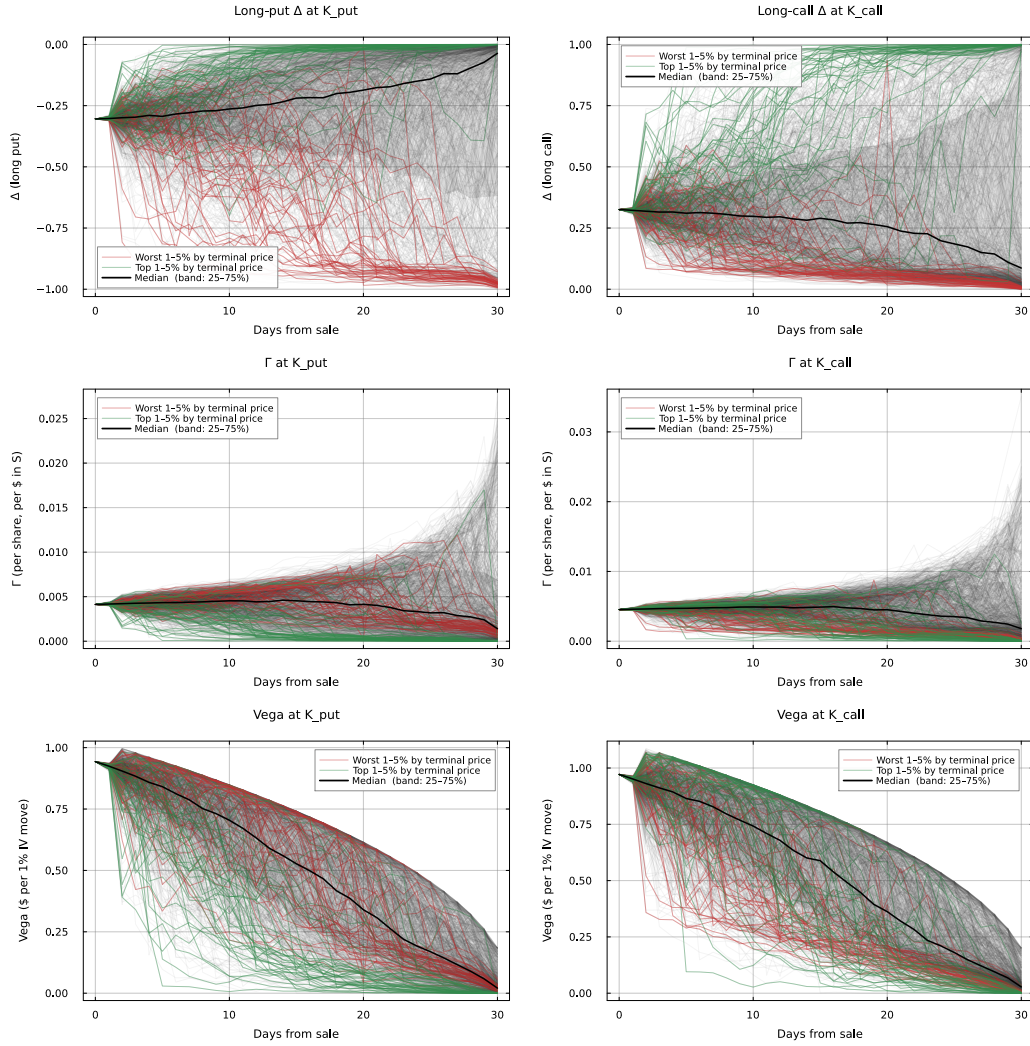 Long-put Δ at K_put
0.00
−0.25
−0.50
−0.75
−1.00
Δ (long put)
Worst 1–5% by terminal price
Top 1–5% by terminal price
Median (band: 25–75%)
0
10
20
30
Days from sale
Long-call Δ at K_call
1.00
0.75
0.50
0.25
0.00
Δ (long call)
Worst 1–5% by terminal price
Top 1–5% by terminal price
Median (band: 25–75%)
0
10
20
30
Days from sale
Γ at K_put
0.025
0.020
0.015
0.010
0.005
0.000
Γ (per share, per $ in S)
Worst 1–5% by terminal price
Top 1–5% by terminal price
Median (band: 25–75%)
0
10
20
30
Days from sale
Γ at K_call
0.03
0.02
0.01
0.00
Γ (per share, per $ in S)
Worst 1–5% by terminal price
Top 1–5% by terminal price
Median (band: 25–75%)
0
10
20
30
Days from sale
Vega at K_put
1.00
0.75
0.50
0.25
0.00
Vega ($ per 1% IV move)
Worst 1–5% by terminal price
Top 1–5% by terminal price
Median (band: 25–75%)
0
10
20
30
Days from sale
Vega at K_call
1.00
0.75
0.50
0.25
0.00
Vega ($ per 1% IV move)
Worst 1–5% by terminal price
Top 1–5% by terminal price
Median (band: 25–75%)
0
10
20
30
Days from sale